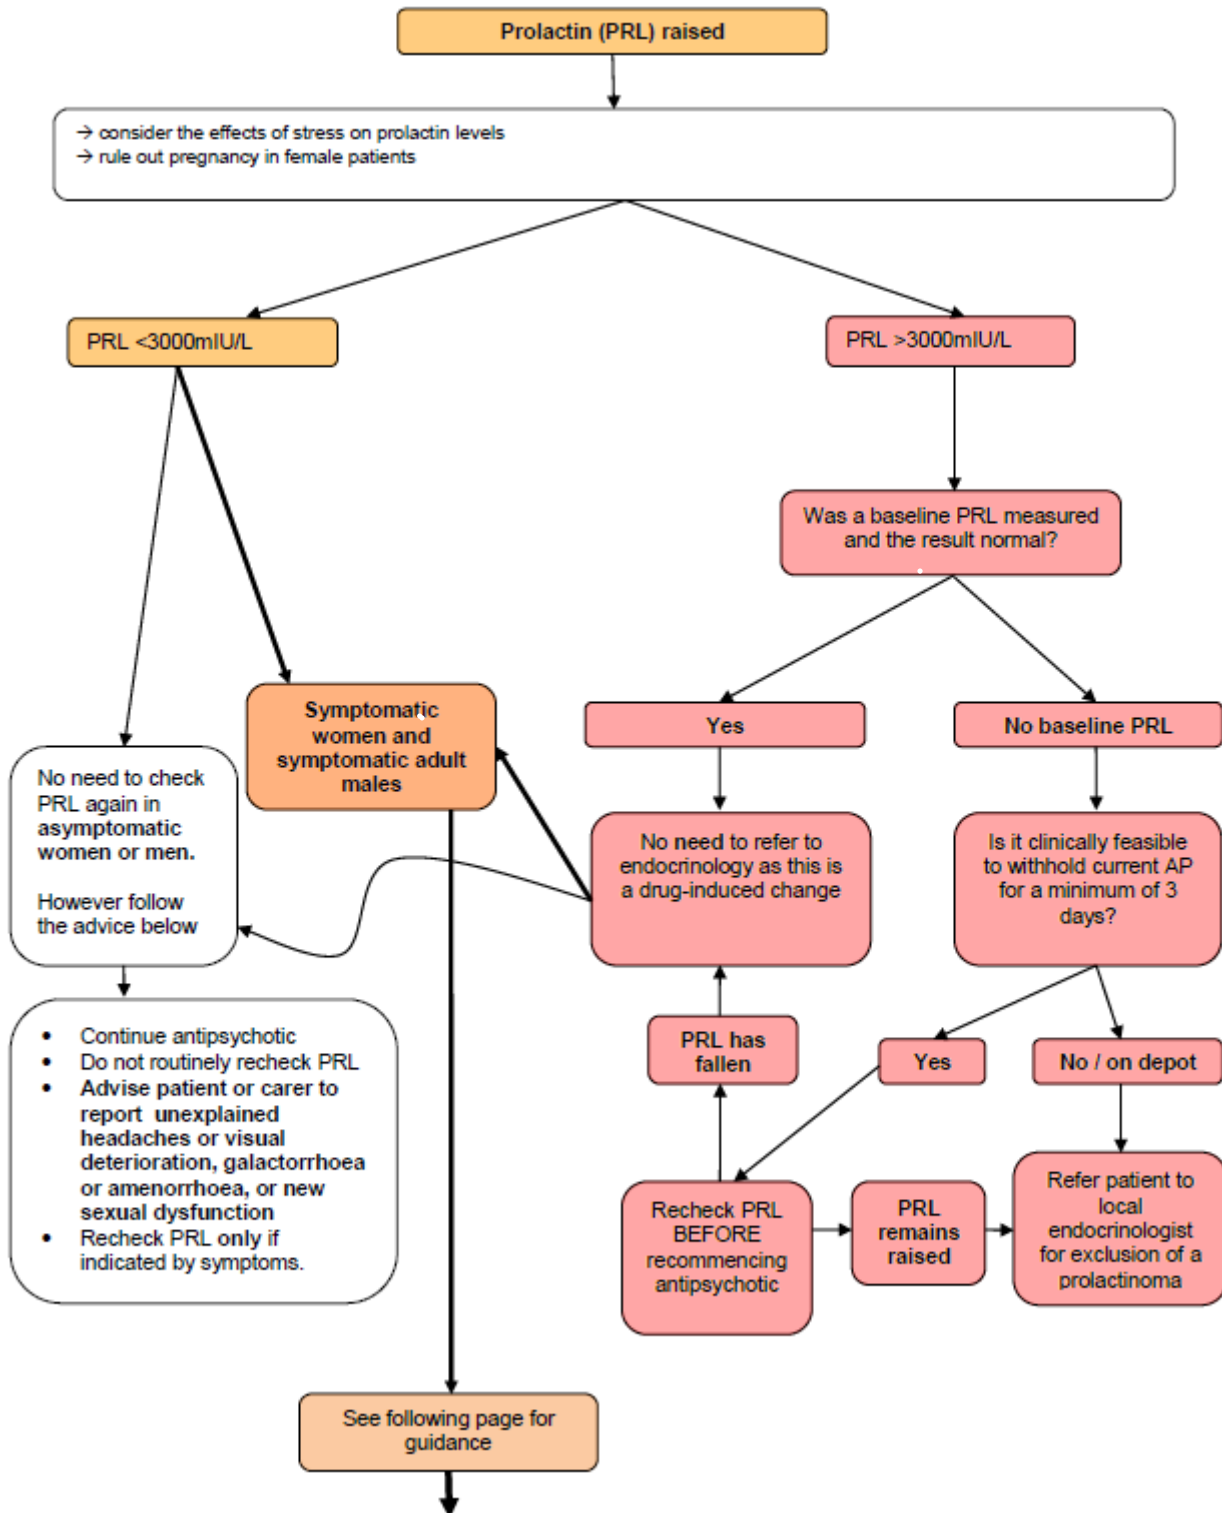 Prolactin (PRL) raised
→ consider the effects of stress on prolactin levels
→ rule out pregnancy in female patients
PRL <3000mIU/L
PRL >3000mIU/L
Was a baseline PRL measured
and the result normal?
Symptomatic
women and
symptomatic adult
males
Yes
No baseline PRL
No need to check
PRL again in
asymptomatic
women or men.
However follow
the advice below
No need to refer to
endocrinology as this is
a drug-induced change
Is it clinically feasible
to withhold current AP
for a minimum of 3
days?
• Continue antipsychotic
• Do not routinely recheck PRL
• Advise patient or carer to
report unexplained
headaches or visual
deterioration, galactorrhoea
or amenorrhoea, or new
sexual dysfunction
• Recheck PRL only if
indicated by symptoms.
PRL has
fallen
Yes
No / on depot
Recheck PRL
BEFORE
recommencing
antipsychotic
PRL
remains
raised
Refer patient to
local
endocrinologist
for exclusion of a
prolactinoma
See following page for
guidance